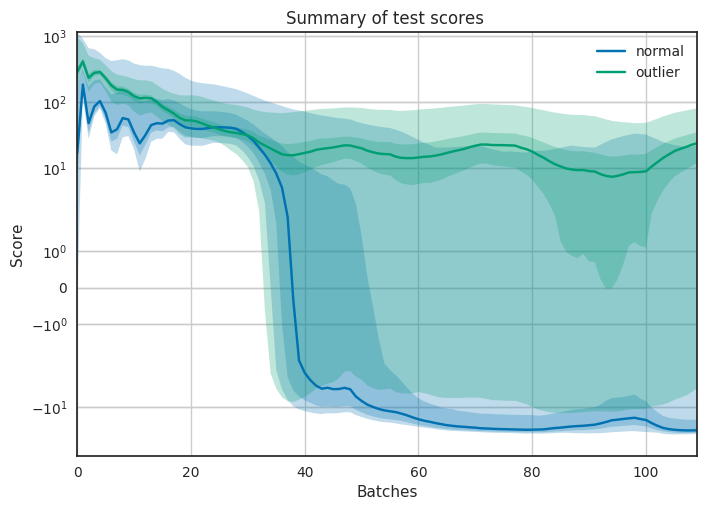 Summary of test scores
normal
outlier
Score
10³
10²
10¹
10⁰
0
−10⁰
−10¹
0 20 40 60 80 100
Batches